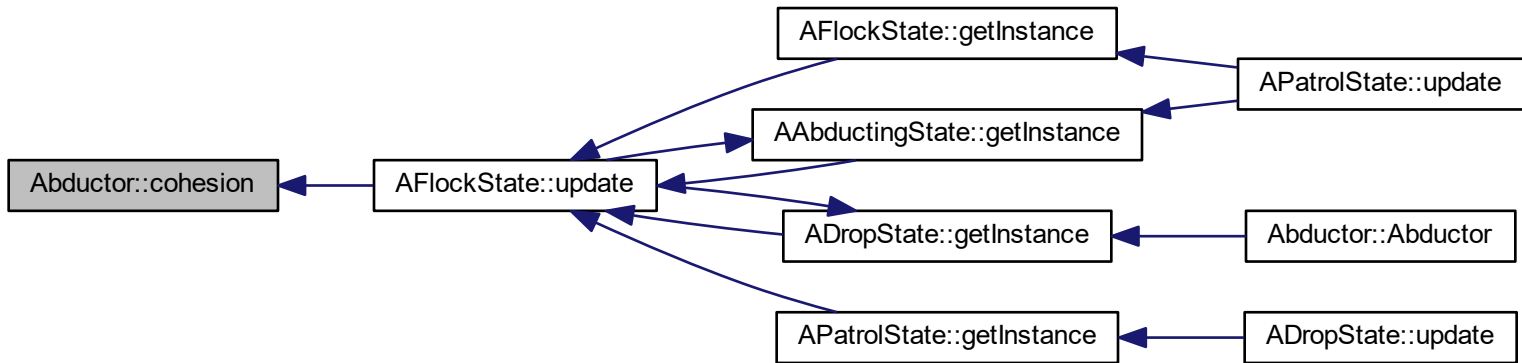 AFlockState::getInstance
APatrolState::update
AAbductingState::getInstance
Abductor::cohesion
AFlockState::update
ADropState::getInstance
Abductor::Abductor
APatrolState::getInstance
ADropState::update